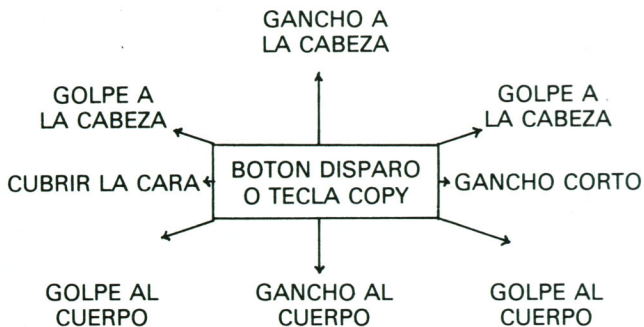 GANCHO A
LA CABEZA
GOLPE A
LA CABEZA
GOLPE A
LA CABEZA
CUBRIR LA CARA
BOTON DISPARO
O TECLA COPY
GANCHO CORTO
GOLPE AL
CUERPO
GANCHO AL
CUERPO
GOLPE AL
CUERPO